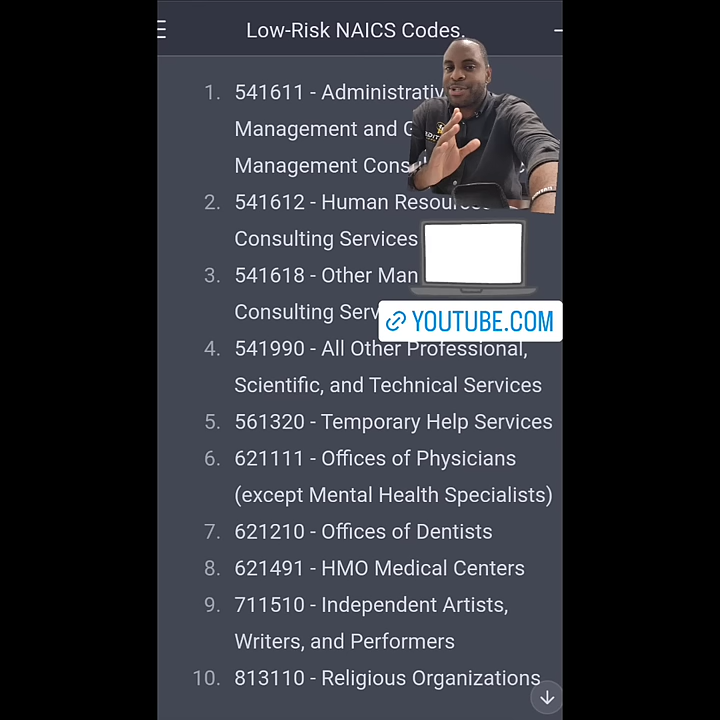 Low-Risk NAICS Codes.
1. 541611 - Administrativ
Management and G
Management Cons
2. 541612 - Human Resources
Consulting Services
3. 541618 - Other Man
Consulting Serv
YOUTUBE.COM
4. 541990 - All Other Professional,
Scientific, and Technical Services
5. 561320 - Temporary Help Services
6. 621111 - Offices of Physicians
(except Mental Health Specialists)
7. 621210 - Offices of Dentists
8. 621491 - HMO Medical Centers
9. 711510 - Independent Artists,
Writers, and Performers
10. 813110 - Religious Organizations